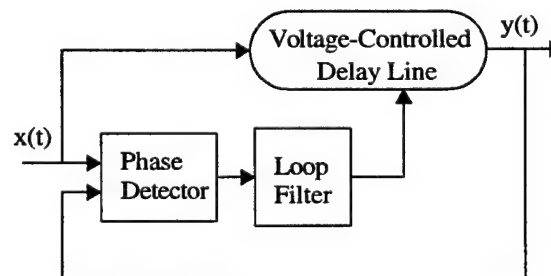 Voltage-Controlled
Delay Line
y(t)
x(t)
Phase
Detector
Loop
Filter